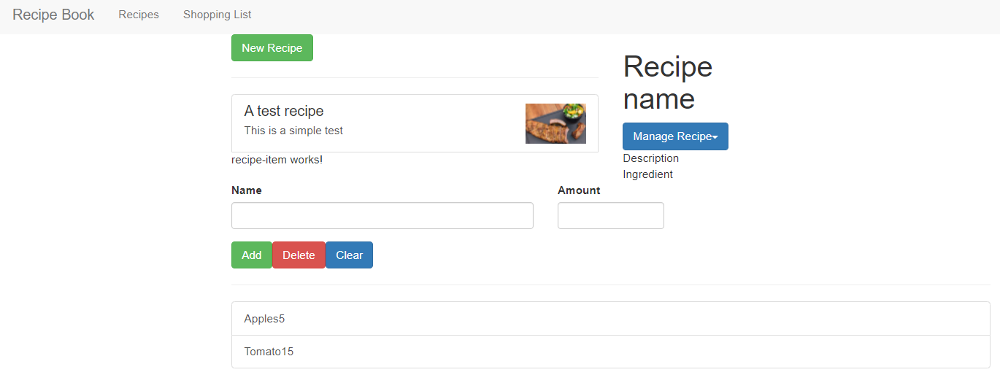 Recipe Book Recipes Shopping List
New Recipe
Recipe
name
A test recipe
This is a simple test
recipe-item works!
Manage Recipe
Description
Ingredient
Name Amount
Add Delete Clear
Apples5
Tomato15